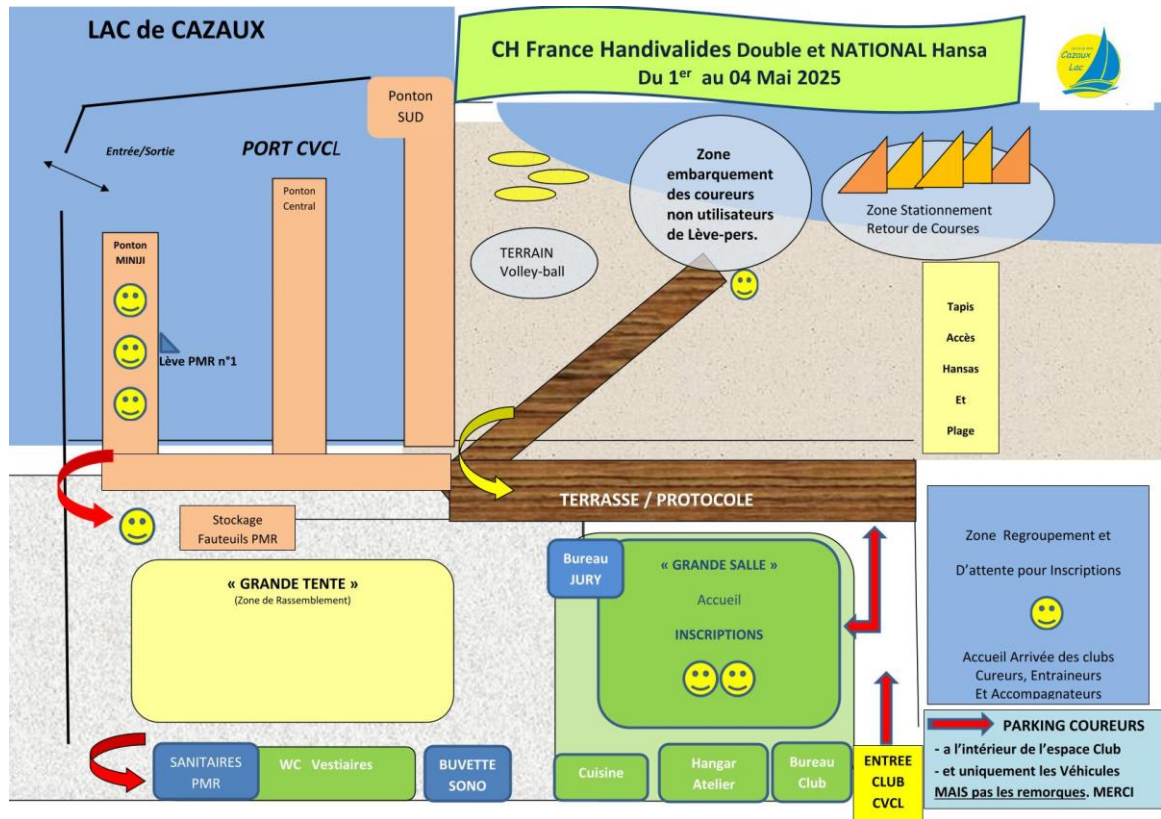 LAC de CAZAUX
CH France Handivalides Double et NATIONAL Hansa
Du 1er au 04 Mai 2025
Cazaux
Lac
Ponton
SUD
Entrée/Sortie
PORT CVCL
Ponton
Central
Ponton
MINIJI
Lève PMR n°1
TERRAIN
Volley-ball
Zone
embarquement
des coureurs
non utilisateurs
de Lève-pers.
Zone Stationnement
Retour de Courses
Tapis
Accès
Hansas
Et
Plage
TERRASSE / PROTOCOLE
Stockage
Fauteuils PMR
« GRANDE TENTE »
(Zone de Rassemblement)
Bureau
JURY
« GRANDE SALLE »
Accueil
INSCRIPTIONS
Zone Regroupement et
D'attente pour Inscriptions
Accueil Arrivée des clubs
Cureurs, Entraineurs
Et Accompagnateurs
SANITAIRES
PMR
WC Vestiaires
BUVETTE
SONO
Cuisine
Hangar
Atelier
Bureau
Club
ENTREE
CLUB
CVCL
PARKING COUREURS
- a l'intérieur de l'espace Club
- et uniquement les Véhicules
MAIS pas les remorques. MERCI